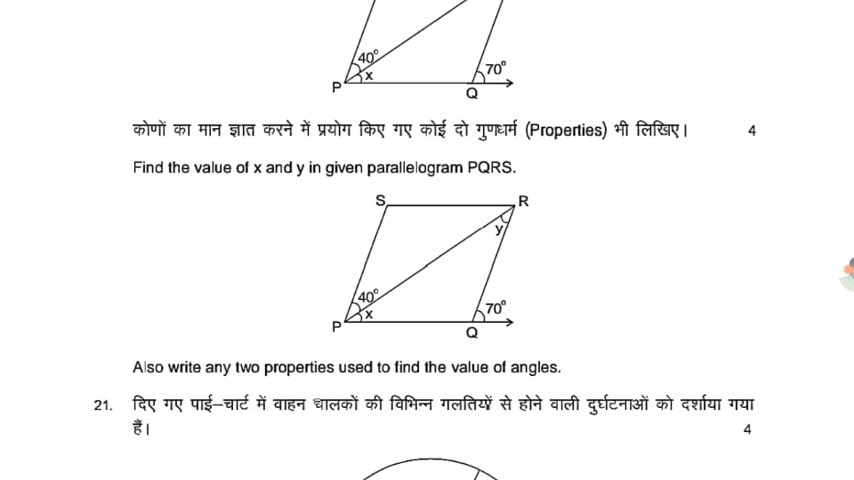 40°
x
70°
P
Q
कोणों का मान ज्ञात करने में प्रयोग किए गए कोई दो गुणधर्म (Properties) भी लिखिए। 4
Find the value of x and y in given parallelogram PQRS.
S
R
y
40°
x
70°
P
Q
Also write any two properties used to find the value of angles.
21. दिए गए पाई–चार्ट में वाहन चालकों की विभिन्न गलतियों से होने वाली दुर्घटनाओं को दर्शाया गया
हैं। 4